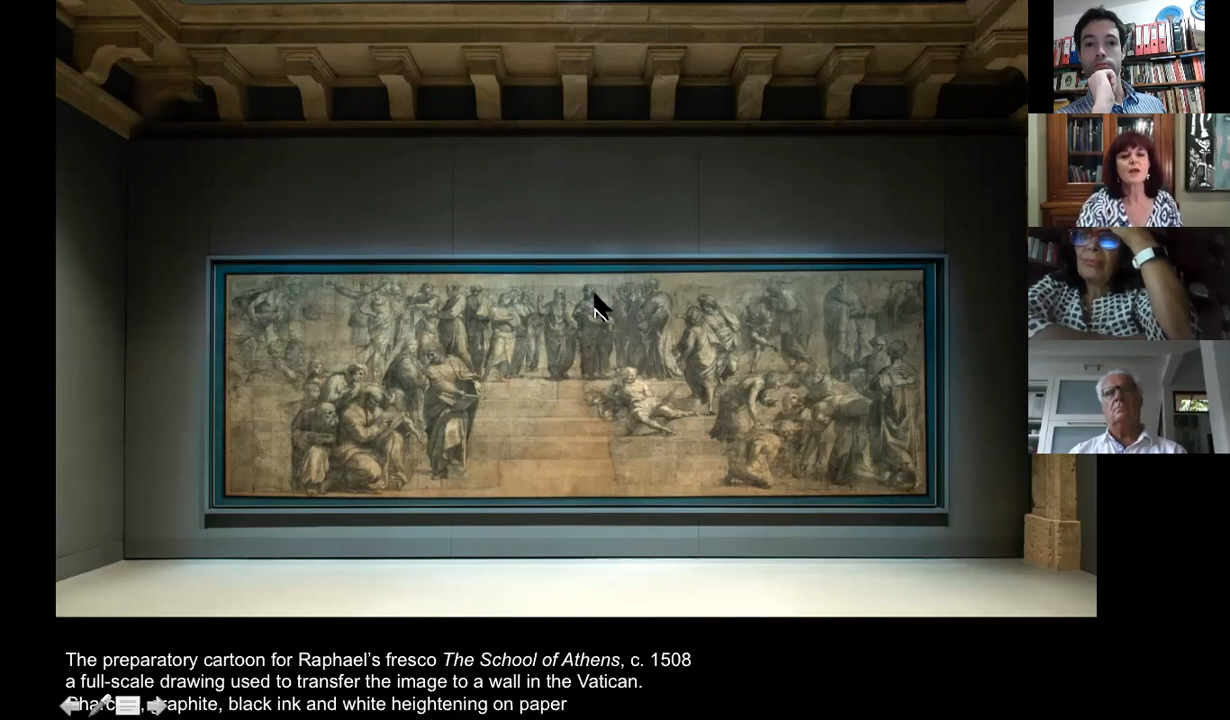 The preparatory cartoon for Raphael's fresco The School of Athens, c. 1508
a full-scale drawing used to transfer the image to a wall in the Vatican.
graphite, black ink and white heightening on paper